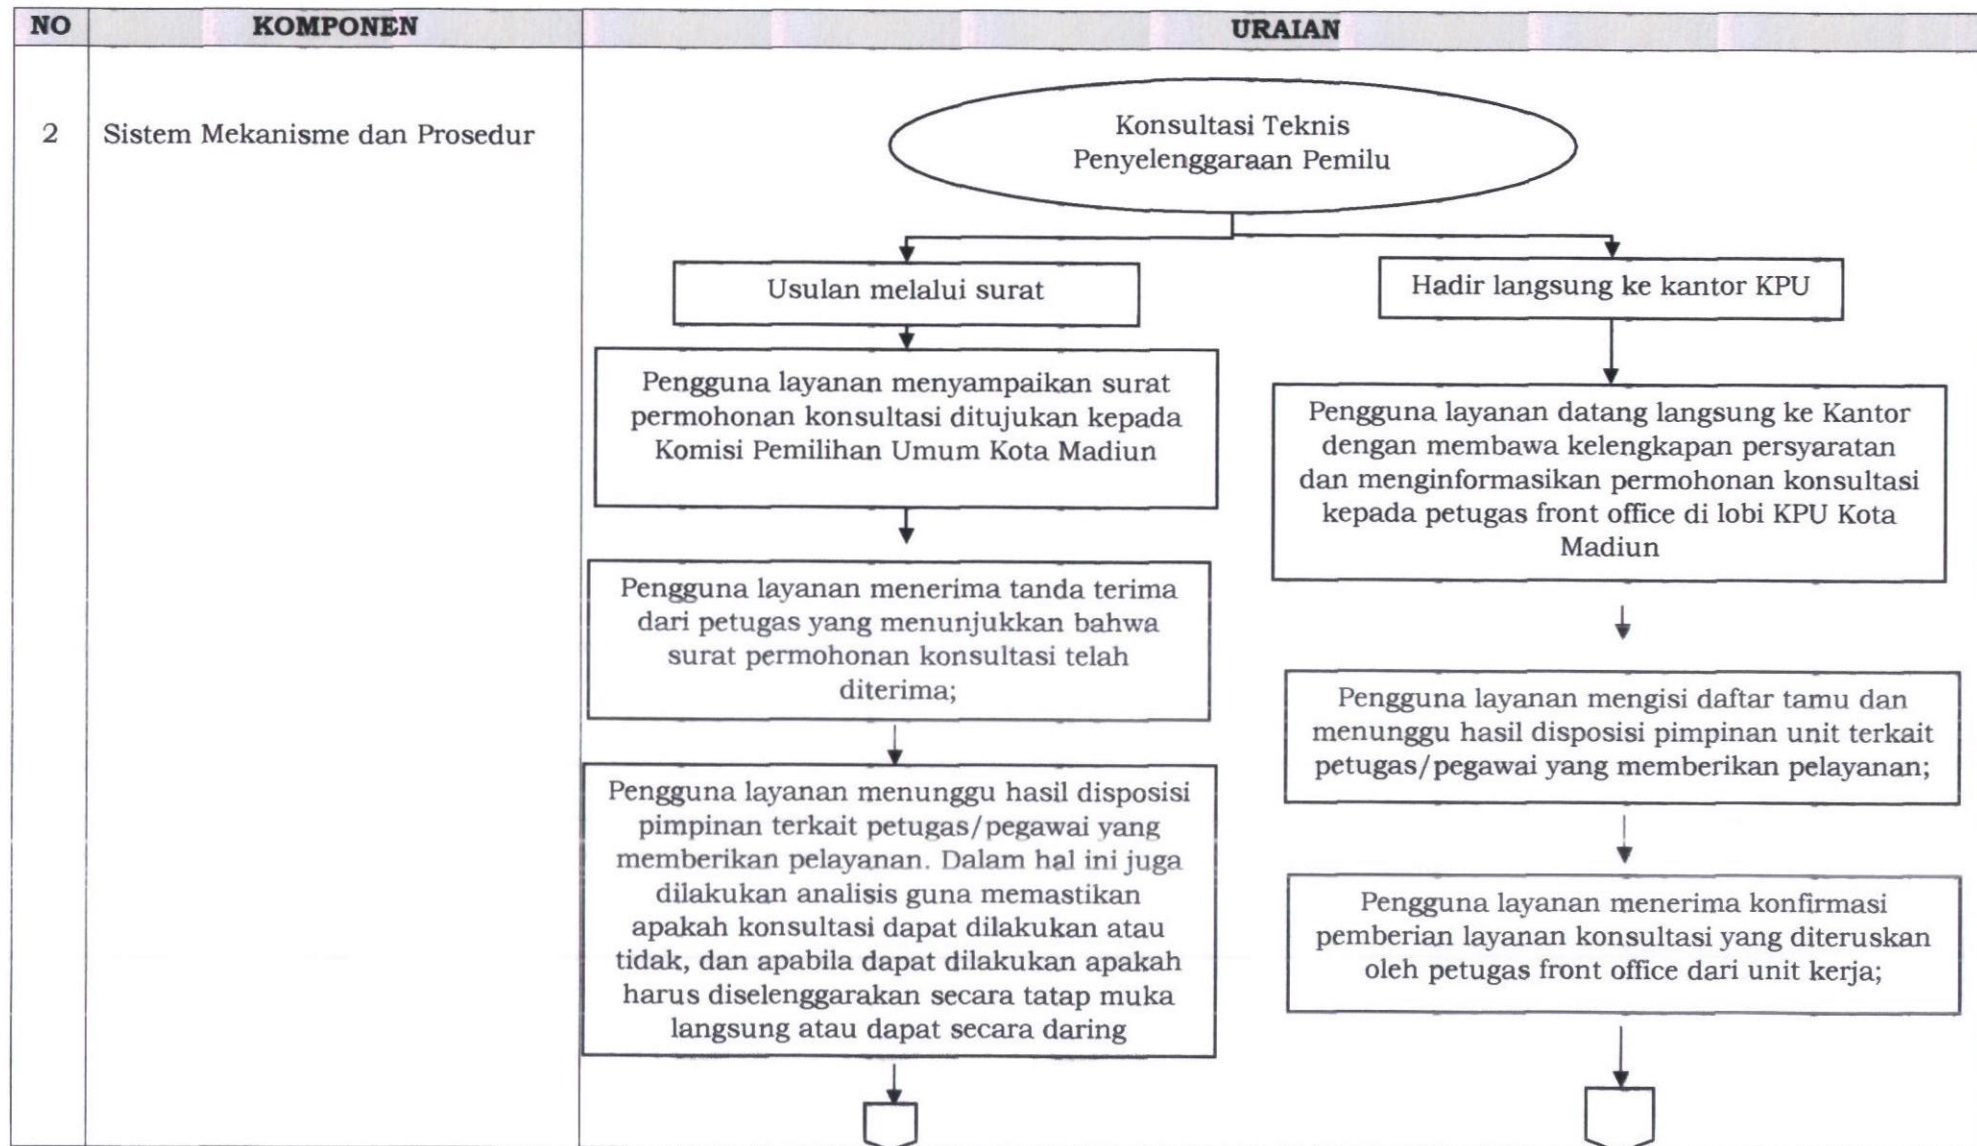 NO
KOMPONEN
URAIAN
2
Sistem Mekanisme dan Prosedur
Konsultasi Teknis
Penyelenggaraan Pemilu
Usulan melalui surat
Pengguna layanan menyampaikan surat
permohonan konsultasi ditujukan kepada
Komisi Pemilihan Umum Kota Madiun
Pengguna layanan menerima tanda terima
dari petugas yang menunjukkan bahwa
surat permohonan konsultasi telah
diterima;
Pengguna layanan menunggu hasil disposisi
pimpinan terkait petugas/pegawai yang
memberikan pelayanan. Dalam hal ini juga
dilakukan analisis guna memastikan
apakah konsultasi dapat dilakukan atau
tidak, dan apabila dapat dilakukan apakah
harus diselenggarakan secara tatap muka
langsung atau dapat secara daring
Hadir langsung ke kantor KPU
Pengguna layanan datang langsung ke Kantor
dengan membawa kelengkapan persyaratan
dan menginformasikan permohonan konsultasi
kepada petugas front office di lobi KPU Kota
Madiun
Pengguna layanan mengisi daftar tamu dan
menunggu hasil disposisi pimpinan unit terkait
petugas/pegawai yang memberikan pelayanan;
Pengguna layanan menerima konfirmasi
pemberian layanan konsultasi yang diteruskan
oleh petugas front office dari unit kerja;